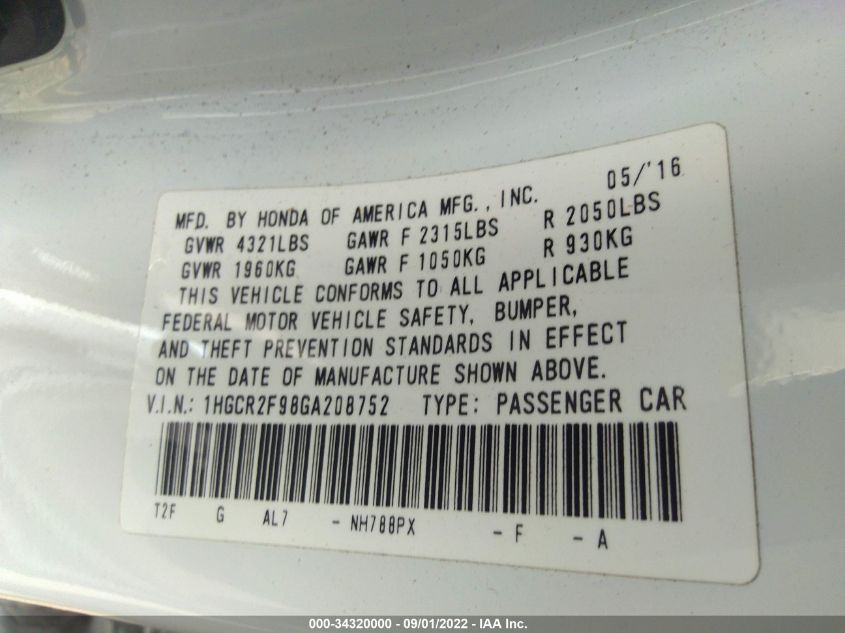 05/'16
MFD. BY HONDA OF AMERICA MFG., INC.
GVWR 4321LBS GAWR F 2315LBS R 2050LBS
GVWR 1960KG GAWR F 1050KG R 930KG
THIS VEHICLE CONFORMS TO ALL APPLICABLE
FEDERAL MOTOR VEHICLE SAFETY, BUMPER,
AND THEFT PREVENTION STANDARDS IN EFFECT
ON THE DATE OF MANUFACTURE SHOWN ABOVE.
V.I.N.: 1HGCR2F98GA208752 TYPE: PASSENGER CAR
T2F G AL7 - NH788PX - F - A
000-34320000 - 09/01/2022 - IAA Inc.